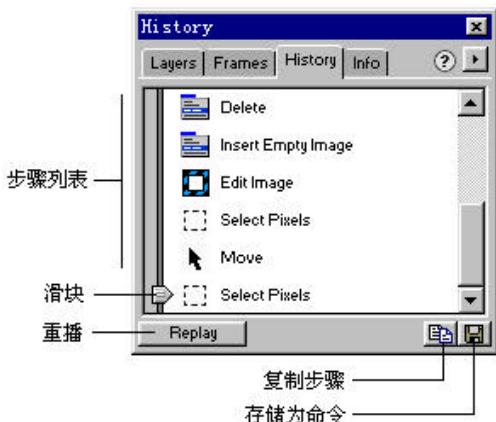 History
Layers Frames History Info ?
Delete
Insert Empty Image
步骤列表
Edit Image
Select Pixels
Move
滑块
Select Pixels
重播
Replay
复制步骤
存储为命令